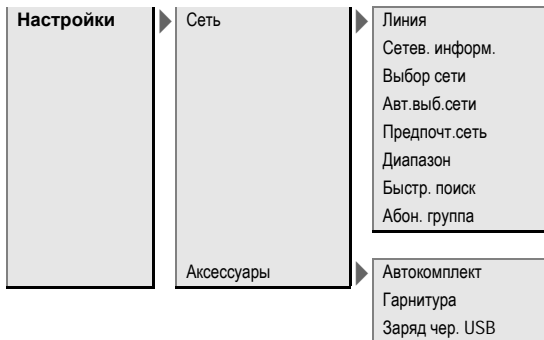 Настройки
Сеть
Линия
Сетев. информ.
Выбор сети
Авт.выб.сети
Предпочт.сеть
Диапазон
Быстр. поиск
Абон. группа
Аксессуары
Автокомплект
Гарнитура
Заряд чер. USB